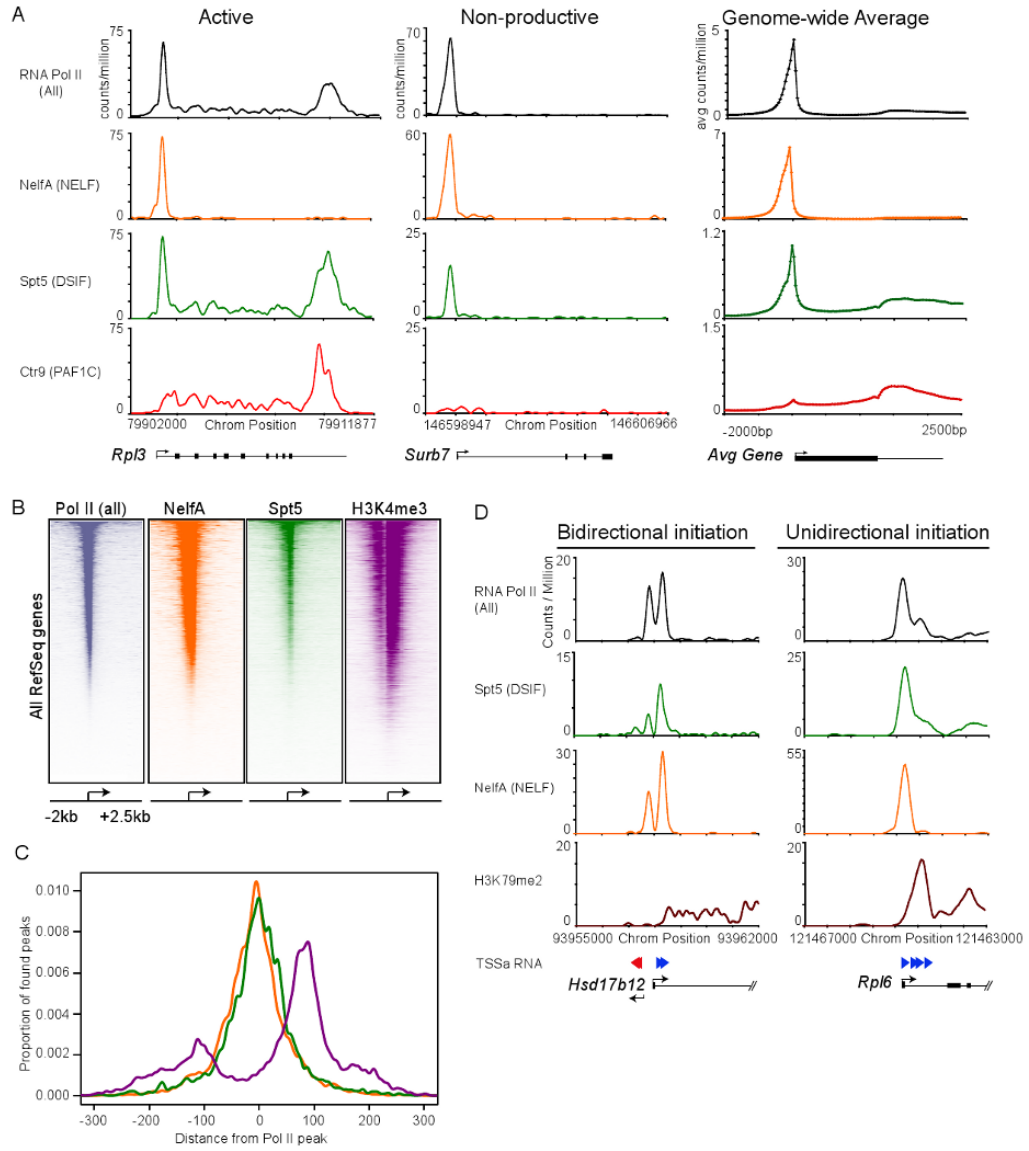 A
Active
Non-productive
Genome-wide Average
RNA Pol II
(All)
counts/million
75
0
counts/million
70
0
avg counts/million
5
0
NelfA (NELF)
75
0
60
0
7
0
Spt5 (DSIF)
75
0
25
0
1.2
0
Ctr9 (PAF1C)
75
0
25
0
1.5
0
79902000 Chrom Position 79911877
146598947 Chrom Position 146606966
-2000bp 2500bp
Rpl3
Surb7
Avg Gene
B
Pol II (all) NelfA Spt5 H3K4me3
All RefSeq genes
-2kb +2.5kb
C
Proportion of found peaks
0.010
0.008
0.006
0.004
0.002
0.000
-300 -200 -100 0 100 200 300
Distance from Pol II peak
D
Bidirectional initiation
Unidirectional initiation
RNA Pol II
(All)
Counts / Million
20
0
30
0
Spt5 (DSIF)
15
0
25
0
NelfA (NELF)
30
0
55
0
H3K79me2
20
0
20
0
93955000 Chrom Position 93962000
121467000 Chrom Position 121463000
TSSa RNA
Hsd17b12
Rpl6